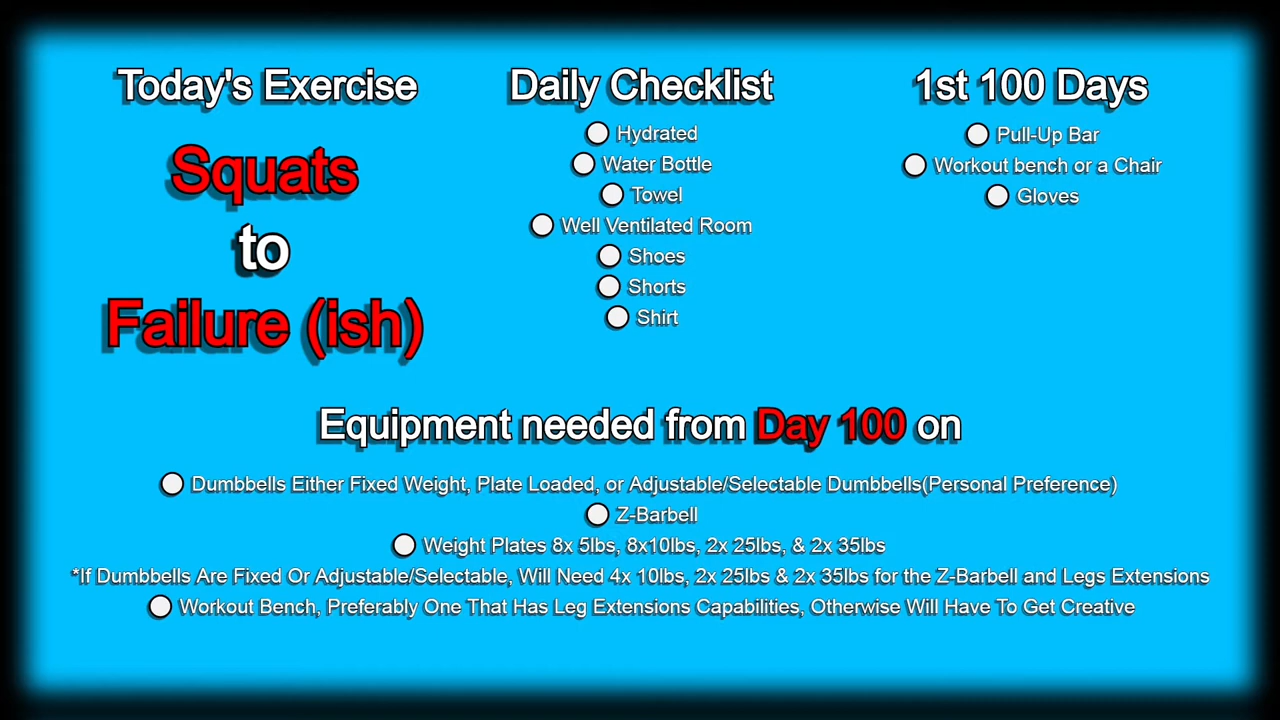 Today's Exercise
Squats
to
Failure (ish)
Daily Checklist
Hydrated
Water Bottle
Towel
Well Ventilated Room
Shoes
Shorts
Shirt
1st 100 Days
Pull-Up Bar
Workout bench or a Chair
Gloves
Equipment needed from Day 100 on
Dumbbells Either Fixed Weight, Plate Loaded, or Adjustable/Selectable Dumbbells(Personal Preference)
Z-Barbell
Weight Plates 8x 5lbs, 8x10lbs, 2x 25lbs, & 2x 35lbs
*If Dumbbells Are Fixed Or Adjustable/Selectable, Will Need 4x 10lbs, 2x 25lbs & 2x 35lbs for the Z-Barbell and Legs Extensions
Workout Bench, Preferably One That Has Leg Extensions Capabilities, Otherwise Will Have To Get Creative